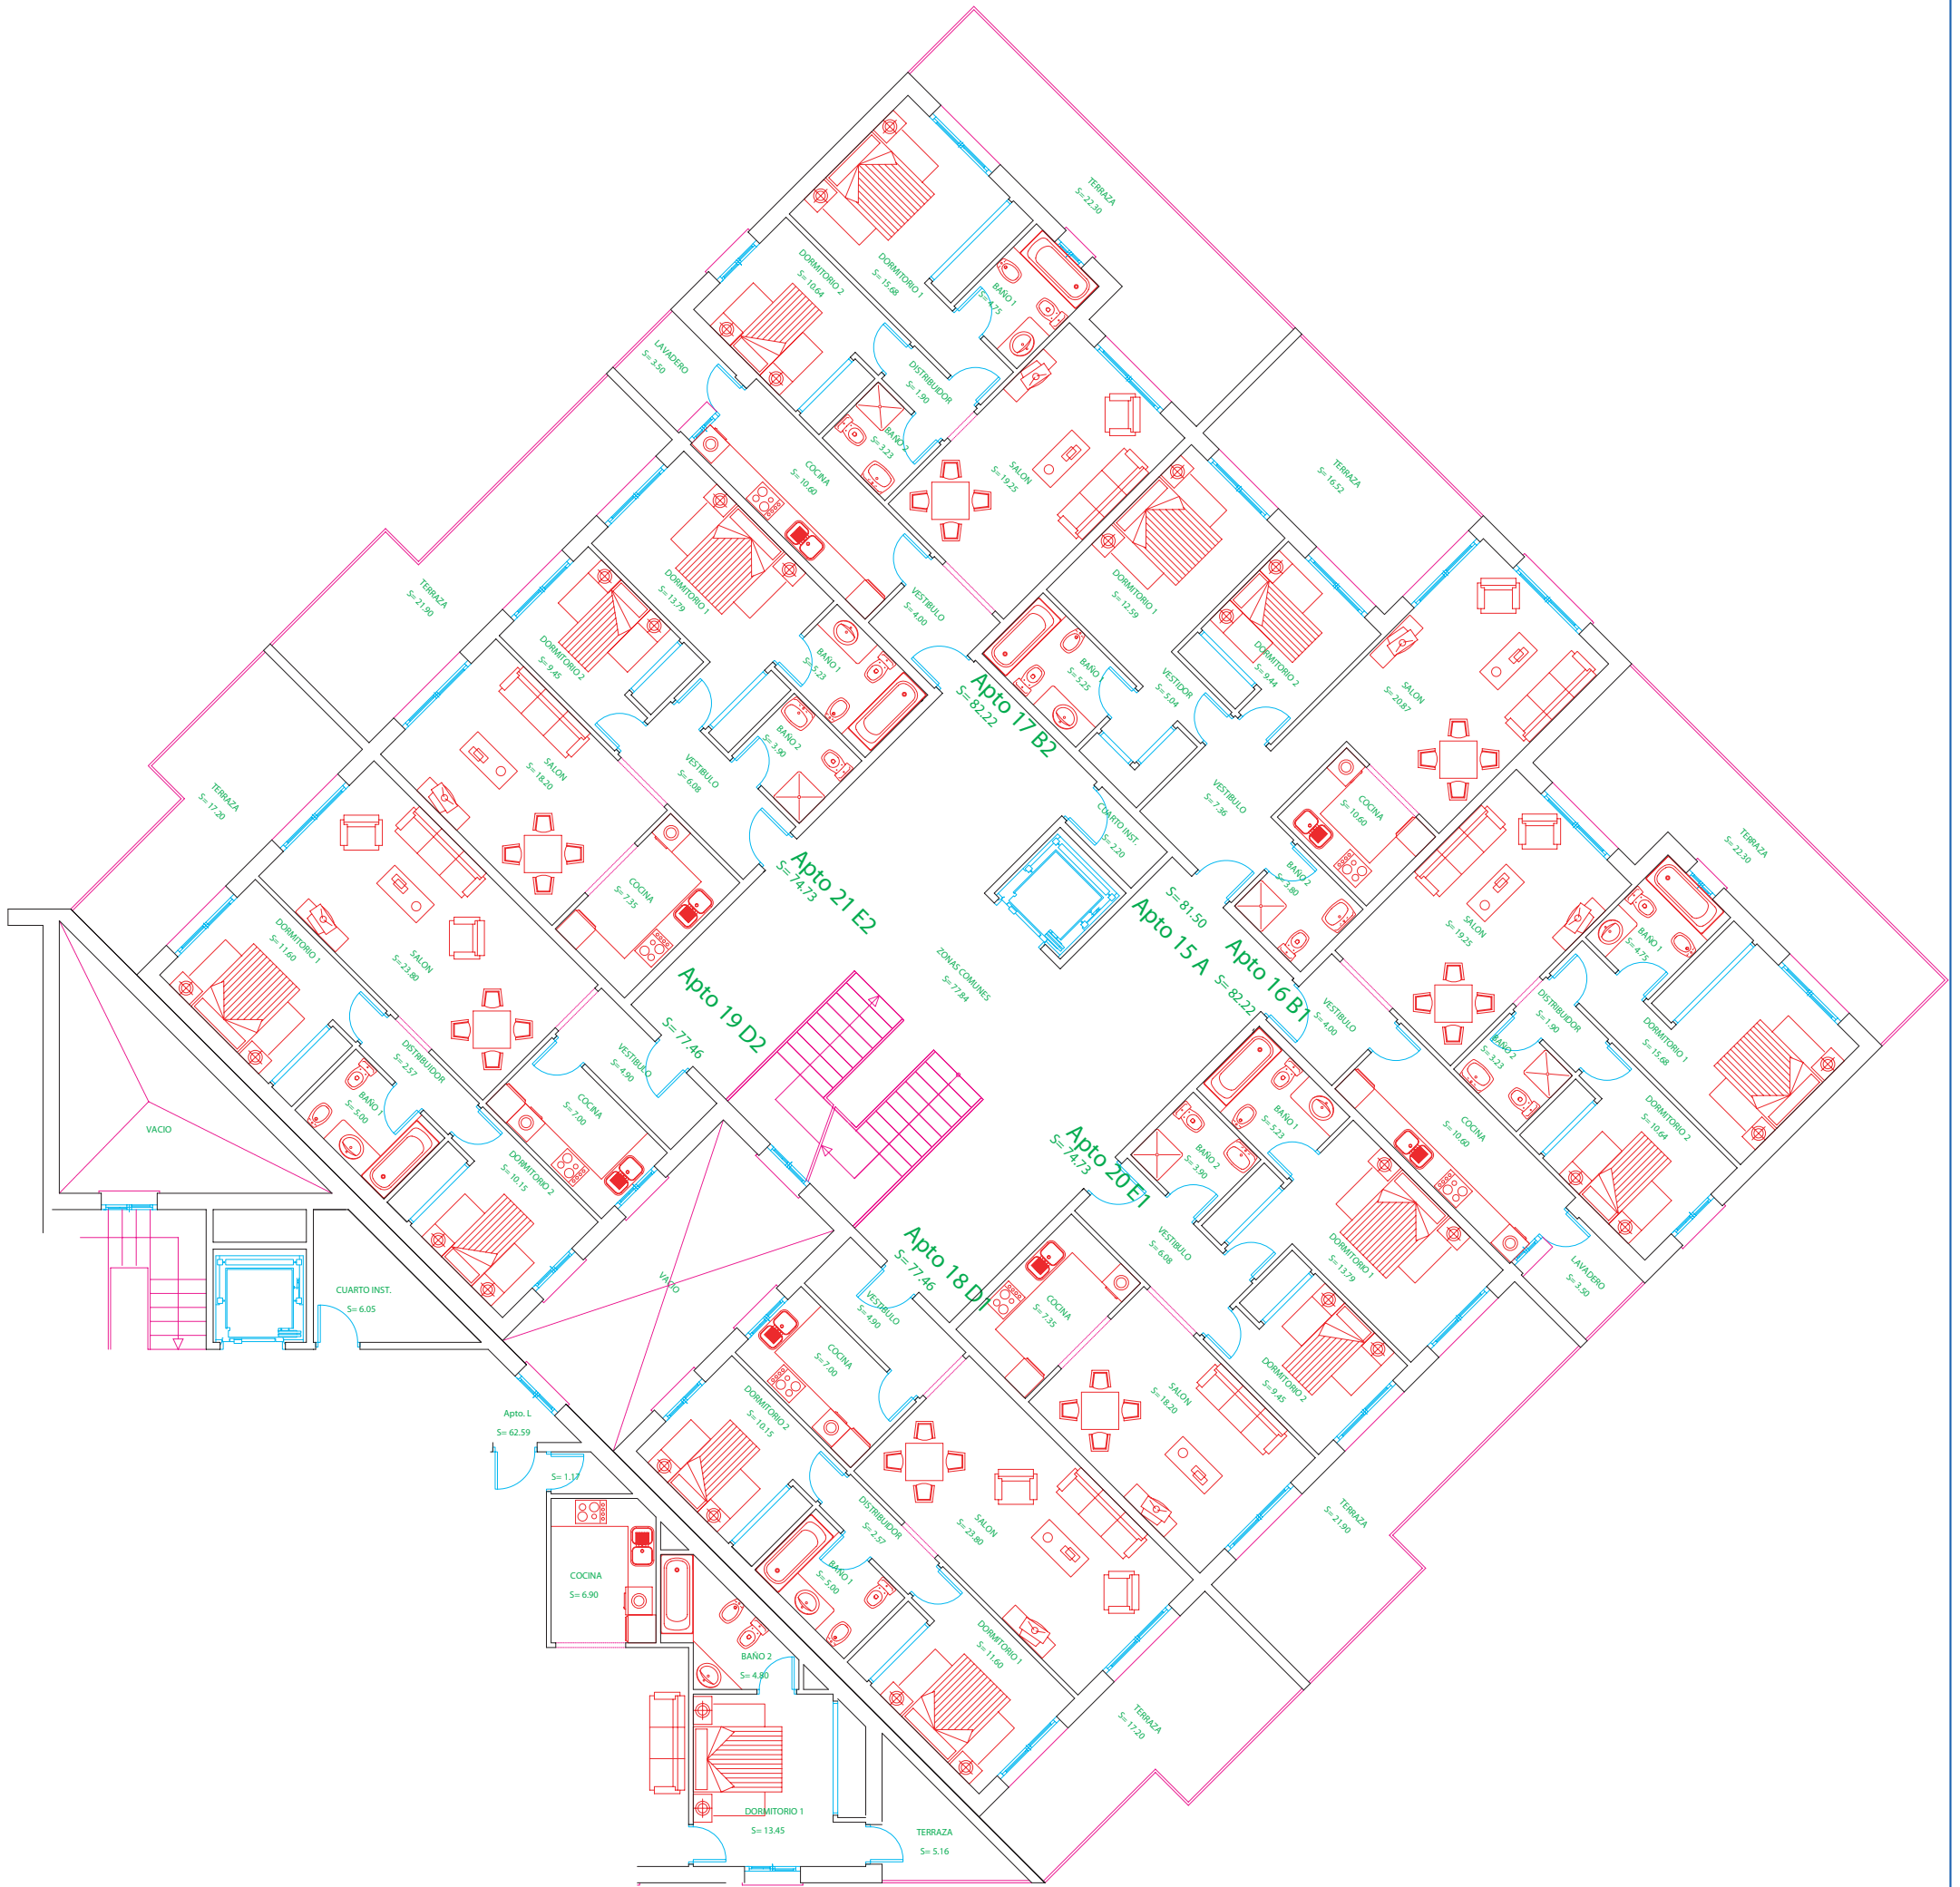 TERRAZA
S= 22.30
DORMITORIO 2
S= 10.64
DORMITORIO 1
S= 15.68
BAÑO 1
S= 4.75
LAVADERO
S= 3.50
DISTRIBUIDOR
S= 1.90
BAÑO 2
S= 3.23
COCINA
S= 10.60
SALON
S= 19.25
VESTIBULO
S= 4.00
Apto 17 B2
S= 82.22
TERRAZA
S= 16.52
DORMITORIO 1
S= 12.59
DORMITORIO 2
S= 9.44
BAÑO 1
S= 5.25
VESTIDOR
S= 5.04
SALON
S= 20.87
VESTIBULO
S= 7.36
COCINA
S= 10.60
BAÑO 2
S= 3.80
CUARTO INST.
S= 2.20
S= 81.50
Apto 15 A
TERRAZA
S= 21.90
DORMITORIO 1
S= 13.79
DORMITORIO 2
S= 9.45
BAÑO 1
S= 5.23
BAÑO 2
S= 3.90
VESTIBULO
S= 6.08
SALON
S= 18.20
COCINA
S= 7.35
Apto 21 E2
S= 74.73
TERRAZA
S= 17.20
DORMITORIO 1
S= 11.60
SALON
S= 23.80
DISTRIBUIDOR
S= 2.57
BAÑO 1
S= 5.00
DORMITORIO 2
S= 10.15
COCINA
S= 7.00
VESTIBULO
S= 4.90
Apto 19 D2
S= 77.46
ZONAS COMUNES
S= 77.84
Apto 16 B1
S= 82.22
VESTIBULO
S= 4.00
SALON
S= 19.25
TERRAZA
S= 22.30
BAÑO 1
S= 4.75
DISTRIBUIDOR
S= 1.90
BAÑO 2
S= 3.23
DORMITORIO 1
S= 15.68
DORMITORIO 2
S= 10.64
COCINA
S= 10.60
LAVADERO
S= 3.50
Apto 20 E1
S= 74.73
BAÑO 1
S= 5.23
BAÑO 2
S= 3.90
VESTIBULO
S= 6.08
DORMITORIO 1
S= 13.79
DORMITORIO 2
S= 9.45
COCINA
S= 7.35
SALON
S= 18.20
TERRAZA
S= 21.90
Apto 18 D1
S= 77.46
VESTIBULO
S= 4.90
COCINA
S= 7.00
DORMITORIO 2
S= 10.15
DISTRIBUIDOR
S= 2.57
BAÑO 1
S= 5.00
SALON
S= 23.80
DORMITORIO 1
S= 11.60
TERRAZA
S= 17.20
VACIO
VACIO
CUARTO INST.
S= 6.05
Apto. L
S= 62.59
S= 1.17
COCINA
S= 6.90
BAÑO 2
S= 4.80
DORMITORIO 1
S= 13.45
TERRAZA
S= 5.16